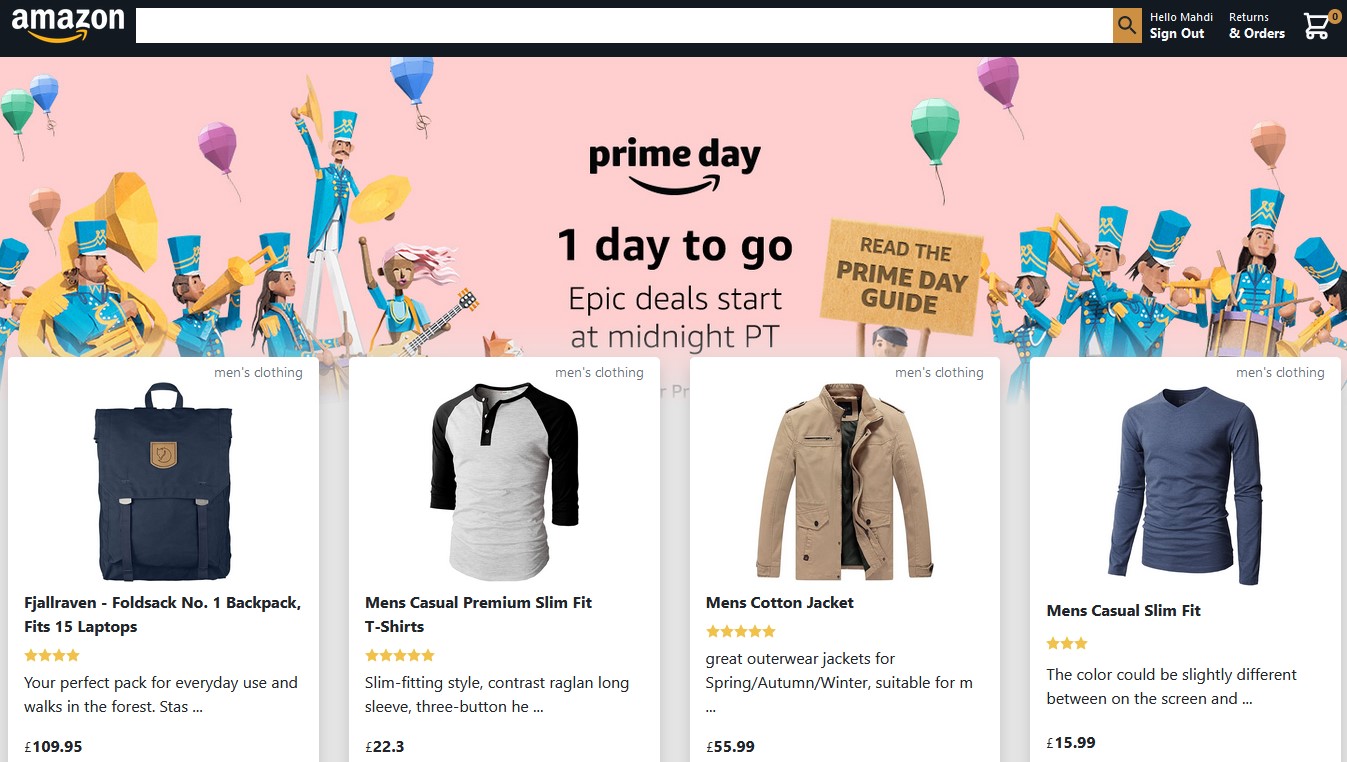 amazon
Hello Mahdi
Sign Out
Returns
& Orders
0
prime day
1 day to go
Epic deals start
at midnight PT
READ THE
PRIME DAY
GUIDE
men's clothing
Fjallraven - Foldsack No. 1 Backpack,
Fits 15 Laptops
Your perfect pack for everyday use and
walks in the forest. Stas ...
£109.95
men's clothing
Mens Casual Premium Slim Fit
T-Shirts
Slim-fitting style, contrast raglan long
sleeve, three-button he ...
£22.3
men's clothing
Mens Cotton Jacket
great outerwear jackets for
Spring/Autumn/Winter, suitable for m
...
£55.99
men's clothing
Mens Casual Slim Fit
The color could be slightly different
between on the screen and ...
£15.99